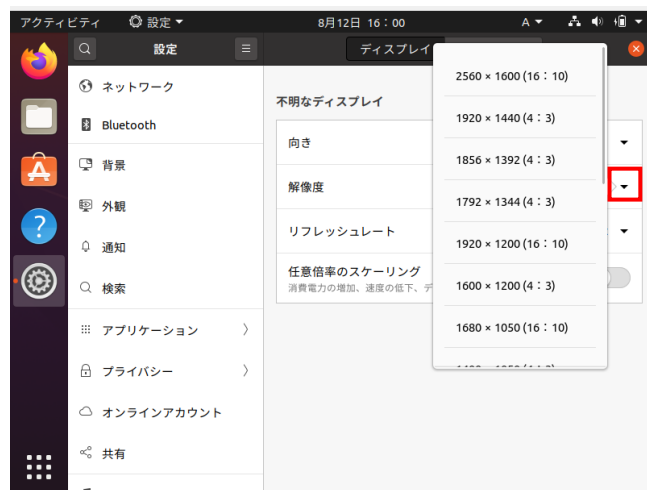 アクティビティ 設定 8月12日 16：00 A
設定 ディスプレイ
ネットワーク
Bluetooth
背景
外観
通知
検索
アプリケーション
プライバシー
オンラインアカウント
共有
不明なディスプレイ
向き
解像度
リフレッシュレート
任意倍率のスケーリング
消費電力の増加、速度の低下、デ
2560 × 1600 (16：10)
1920 × 1440 (4：3)
1856 × 1392 (4：3)
1792 × 1344 (4：3)
1920 × 1200 (16：10)
1600 × 1200 (4：3)
1680 × 1050 (16：10)